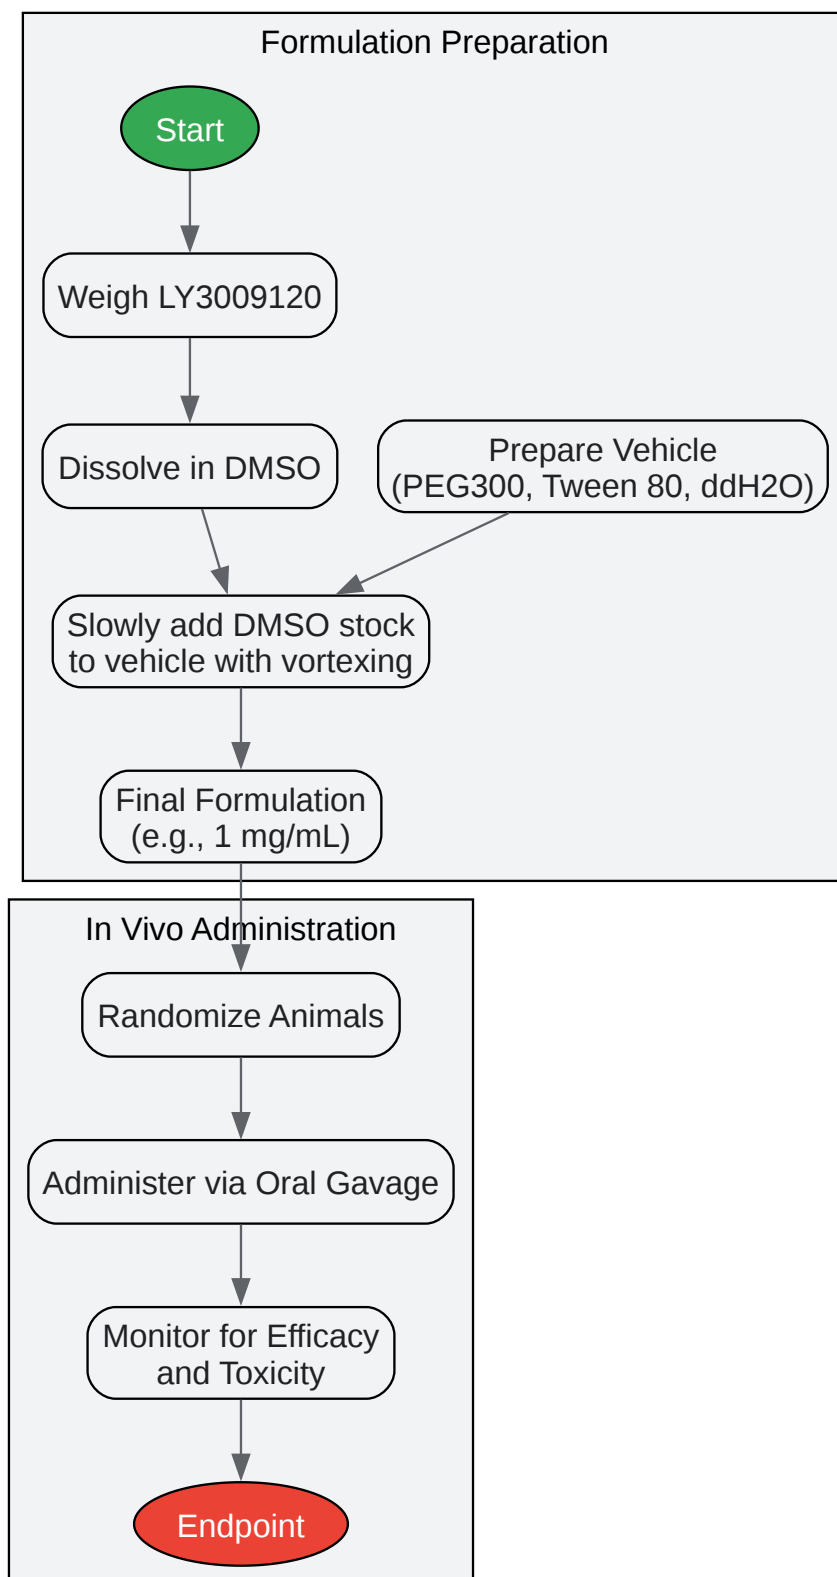 Formulation Preparation
Start
Weigh LY3009120
Dissolve in DMSO
Prepare Vehicle
(PEG300, Tween 80, ddH2O)
Slowly add DMSO stock
to vehicle with vortexing
Final Formulation
(e.g., 1 mg/mL)
In Vivo Administration
Randomize Animals
Administer via Oral Gavage
Monitor for Efficacy
and Toxicity
Endpoint